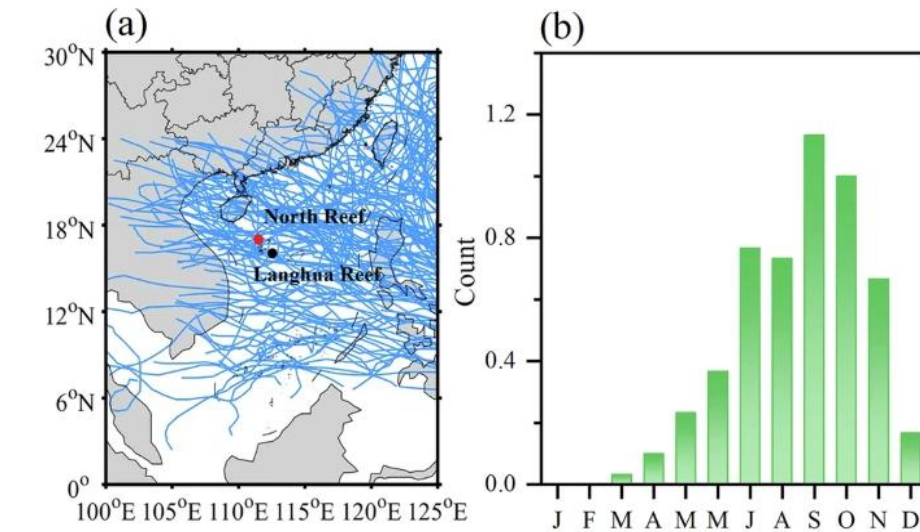 (a)
30°N
24°N
18°N
12°N
6°N
0°
100°E 105°E 110°E 115°E 120°E 125°E
North Reef
Langhua Reef
(b)
Count
1.2
0.8
0.4
0.0
J F M A M M J A S O N D